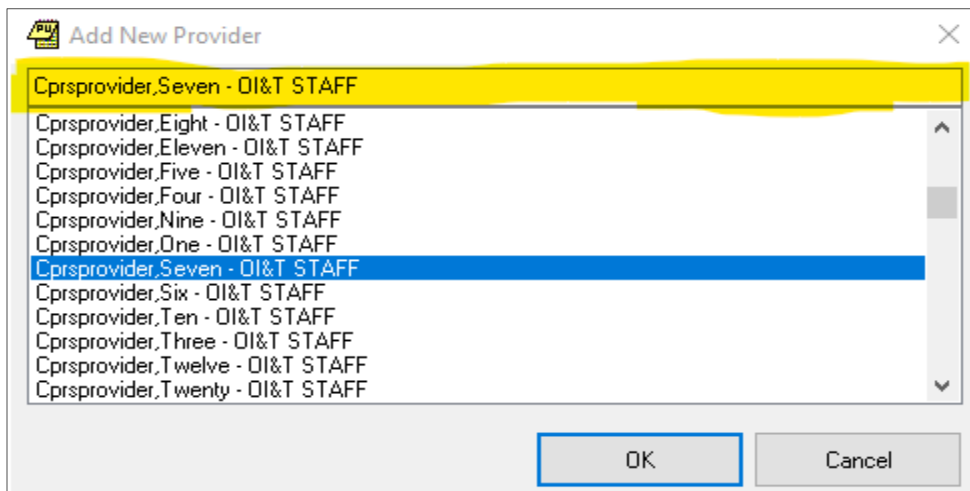 PU
Add New Provider
Cprsprovider,Seven - OI&T STAFF
Cprsprovider,Eight - OI&T STAFF
Cprsprovider,Eleven - OI&T STAFF
Cprsprovider,Five - OI&T STAFF
Cprsprovider,Four - OI&T STAFF
Cprsprovider,Nine - OI&T STAFF
Cprsprovider,One - OI&T STAFF
Cprsprovider,Seven - OI&T STAFF
Cprsprovider,Six - OI&T STAFF
Cprsprovider,Ten - OI&T STAFF
Cprsprovider,Three - OI&T STAFF
Cprsprovider,Twelve - OI&T STAFF
Cprsprovider,Twenty - OI&T STAFF
OK Cancel